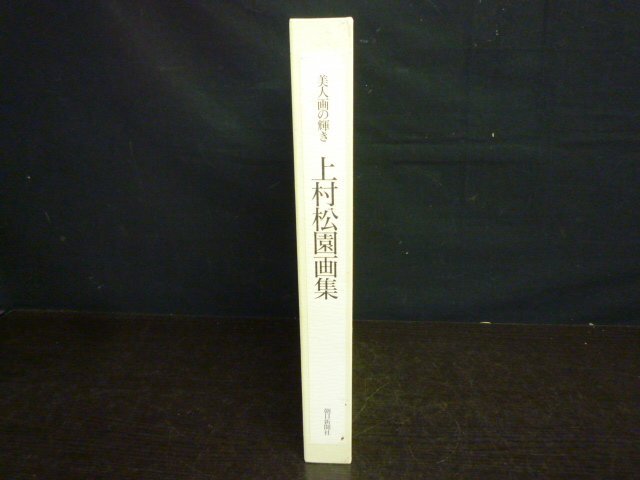 美人画の輝き
上村松園画集
朝日新聞社